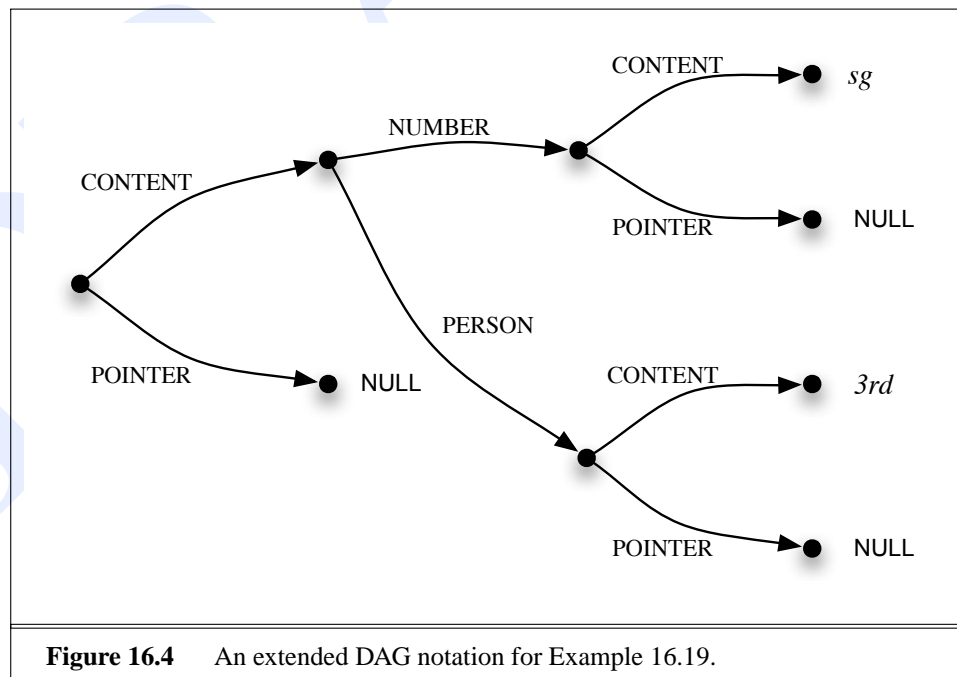 CONTENT
sg
NUMBER
CONTENT
POINTER
NULL
PERSON
POINTER
NULL
CONTENT
3rd
POINTER
NULL
Figure 16.4 An extended DAG notation for Example 16.19.